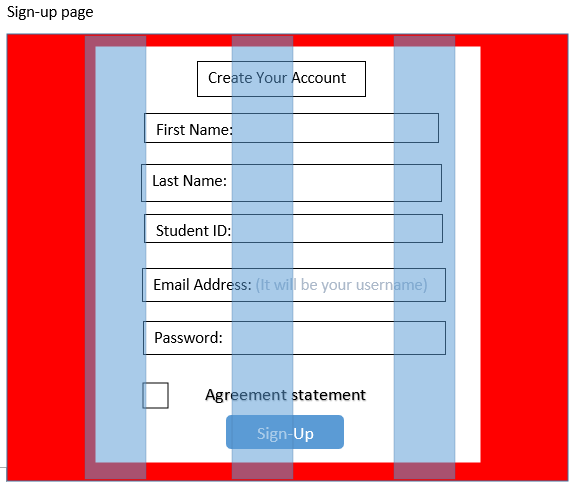 Sign-up page
Create Your Account
First Name:
Last Name:
Student ID:
Email Address: (It will be your username)
Password:
Agreement statement
Sign-Up